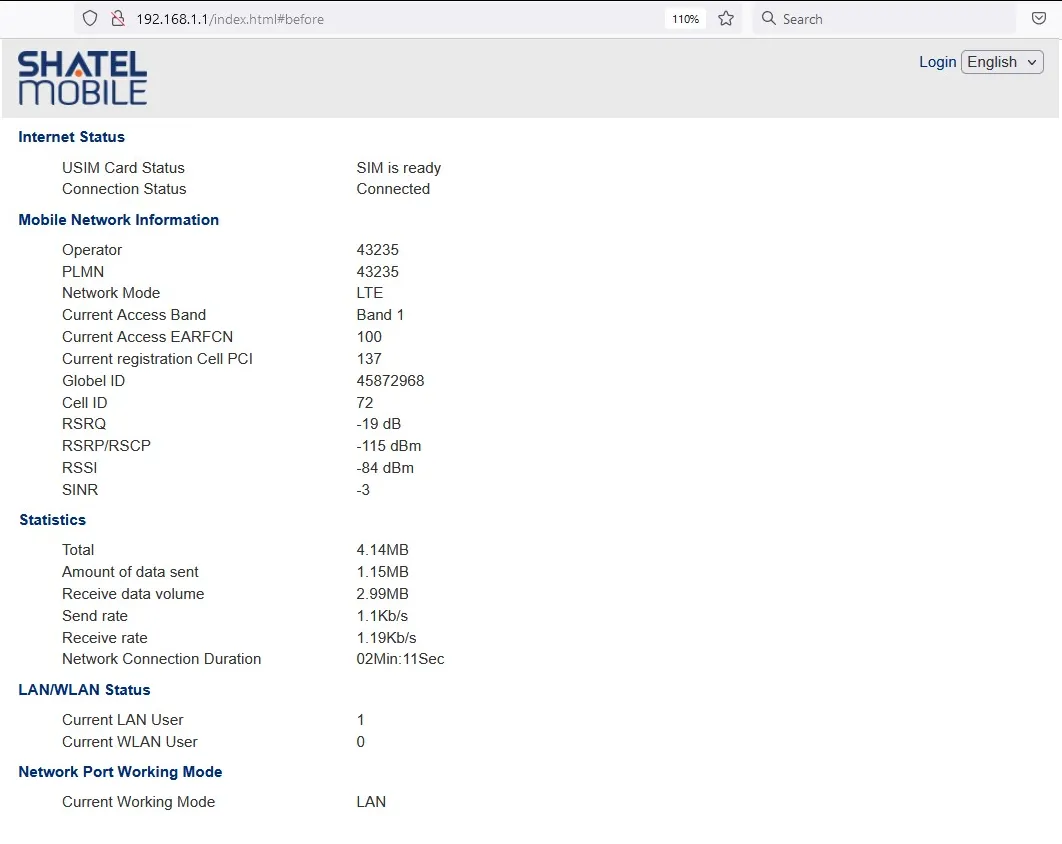 192.168.1.1/index.html#before 110% Search
SHATEL
MOBILE
Login English
Internet Status
USIM Card Status SIM is ready
Connection Status Connected
Mobile Network Information
Operator 43235
PLMN 43235
Network Mode LTE
Current Access Band Band 1
Current Access EARFCN 100
Current registration Cell PCI 137
Globel ID 45872968
Cell ID 72
RSRQ -19 dB
RSRP/RSCP -115 dBm
RSSI -84 dBm
SINR -3
Statistics
Total 4.14MB
Amount of data sent 1.15MB
Receive data volume 2.99MB
Send rate 1.1Kb/s
Receive rate 1.19Kb/s
Network Connection Duration 02Min:11Sec
LAN/WLAN Status
Current LAN User 1
Current WLAN User 0
Network Port Working Mode
Current Working Mode LAN